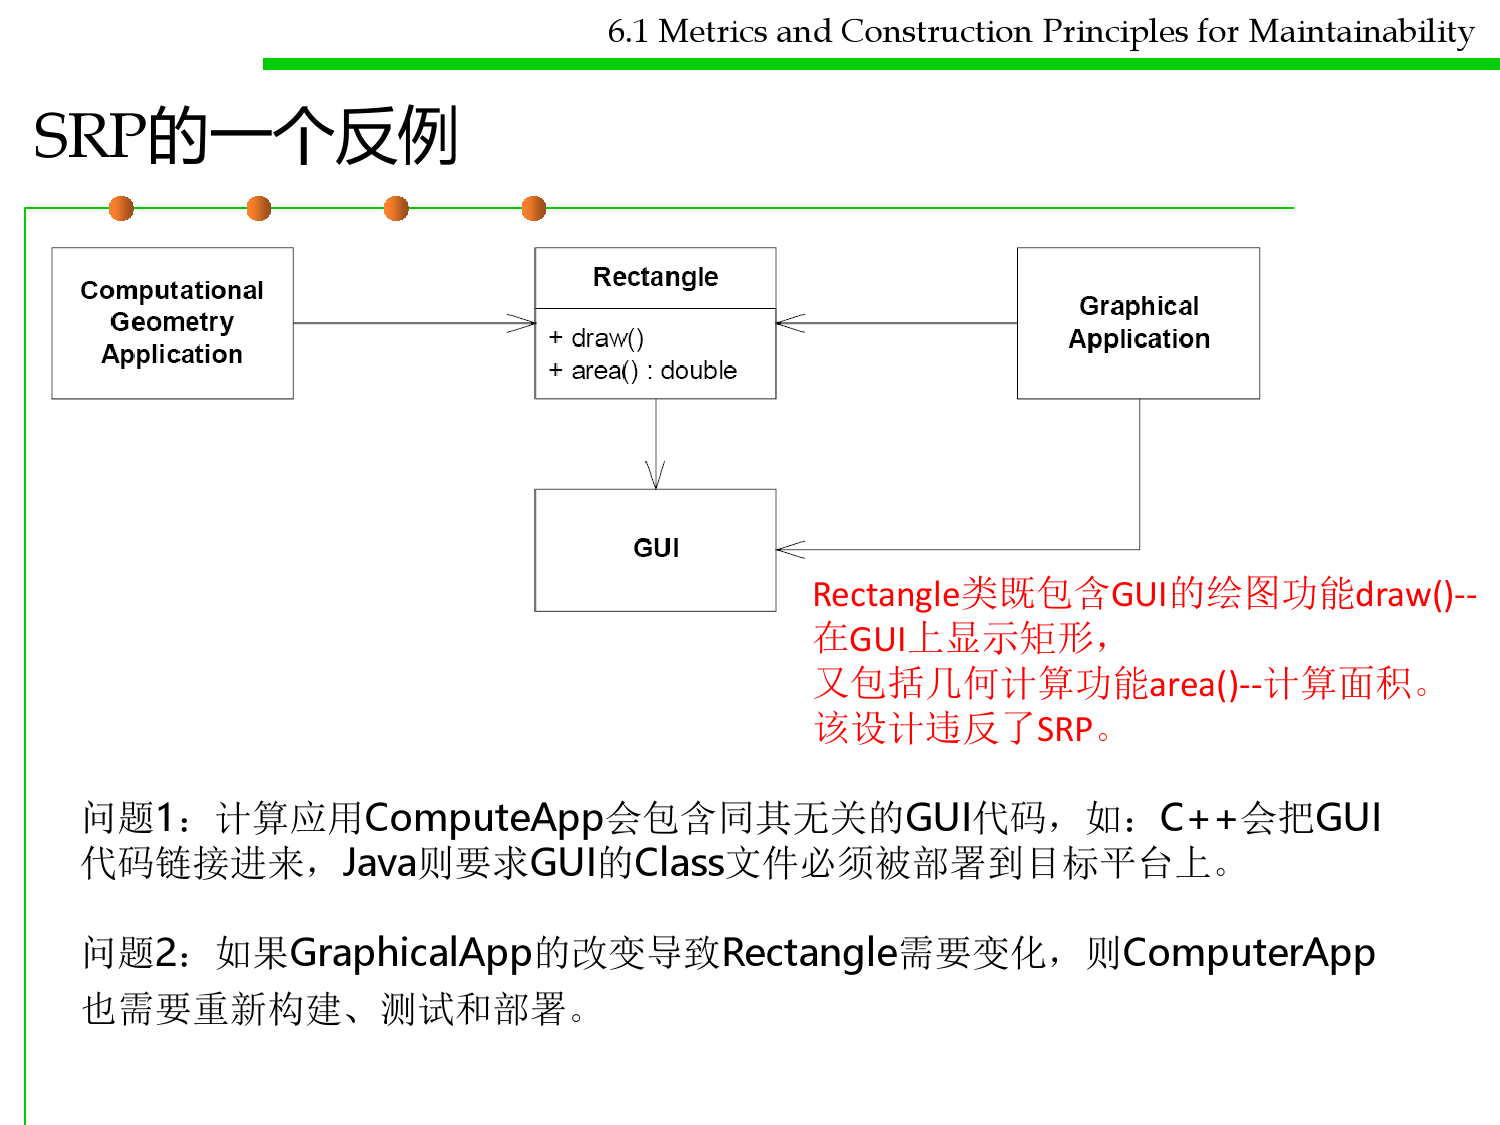 6.1 Metrics and Construction Principles for Maintainability
SRP的一个反例
Computational
Geometry
Application
Rectangle
+ draw()
+ area() : double
Graphical
Application
GUI
Rectangle类既包含GUI的绘图功能draw()--
在GUI上显示矩形，
又包括几何计算功能area()--计算面积。
该设计违反了SRP。
问题1：计算应用ComputeApp会包含同其无关的GUI代码，如：C++会把GUI
代码链接进来，Java则要求GUI的Class文件必须被部署到目标平台上。
问题2：如果GraphicalApp的改变导致Rectangle需要变化，则ComputerApp
也需要重新构建、测试和部署。